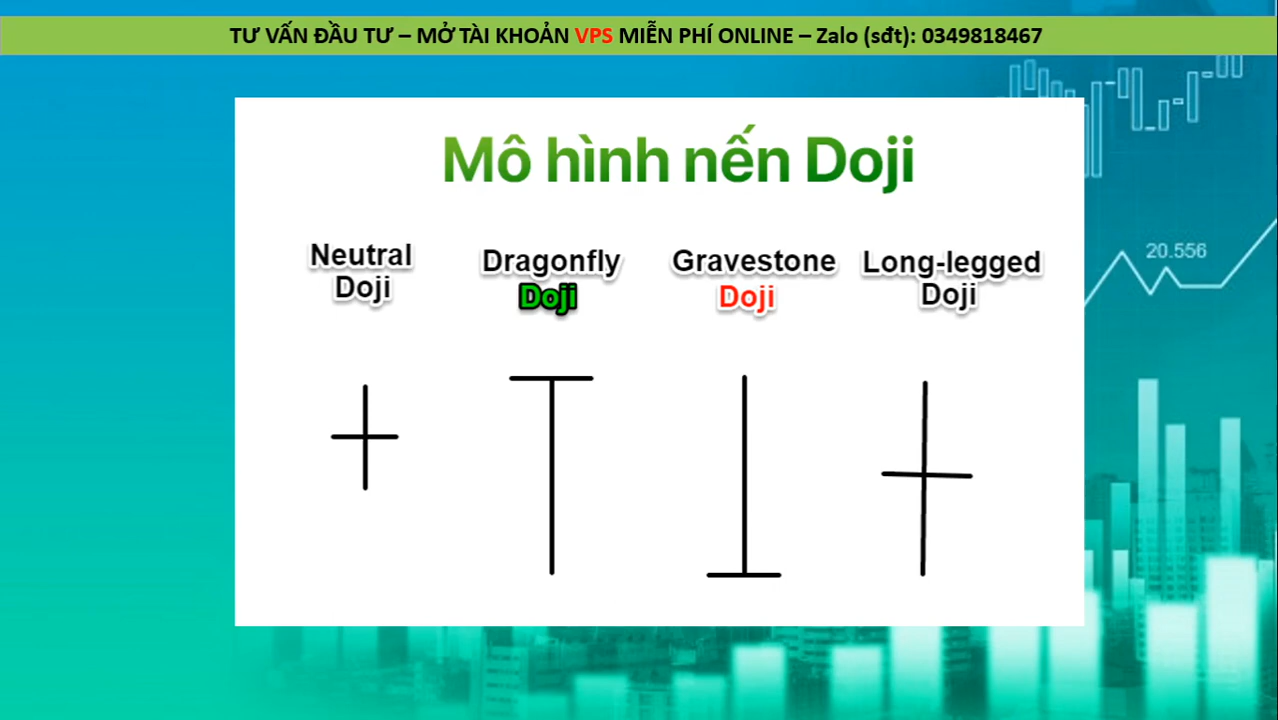 TƯ VẤN ĐẦU TƯ – MỞ TÀI KHOẢN VPS MIỄN PHÍ ONLINE – Zalo (sđt): 0349818467
Mô hình nến Doji
Neutral
Doji
Dragonfly
Doji
Gravestone
Doji
Long-legged
Doji
20.556